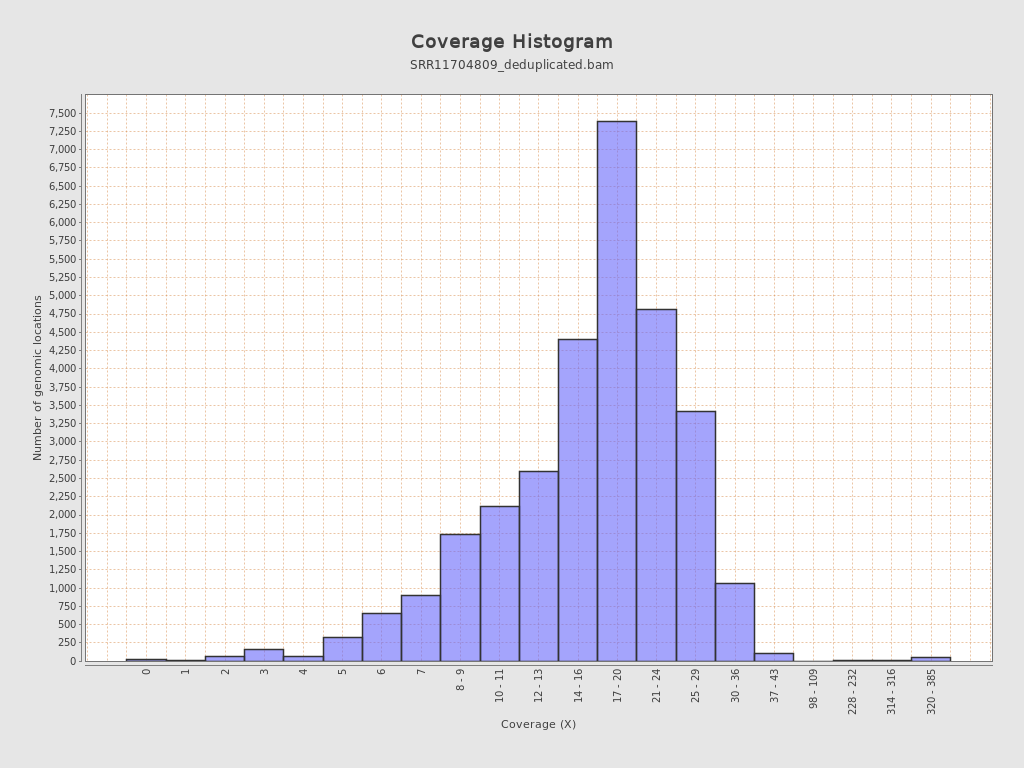 Coverage Histogram
SRR11704809_deduplicated.bam
7,500
7,250
7,000
6,750
6,500
6,250
6,000
5,750
5,500
5,250
5,000
4,750
4,500
4,250
4,000
3,750
3,500
3,250
3,000
2,750
2,500
2,250
2,000
1,750
1,500
1,250
1,000
750
500
250
0
Number of genomic locations
0
1
2
3
4
5
6
7
8 - 9
10 - 11
12 - 13
14 - 16
17 - 20
21 - 24
25 - 29
30 - 36
37 - 43
98 - 109
228 - 232
314 - 316
320 - 385
Coverage (X)